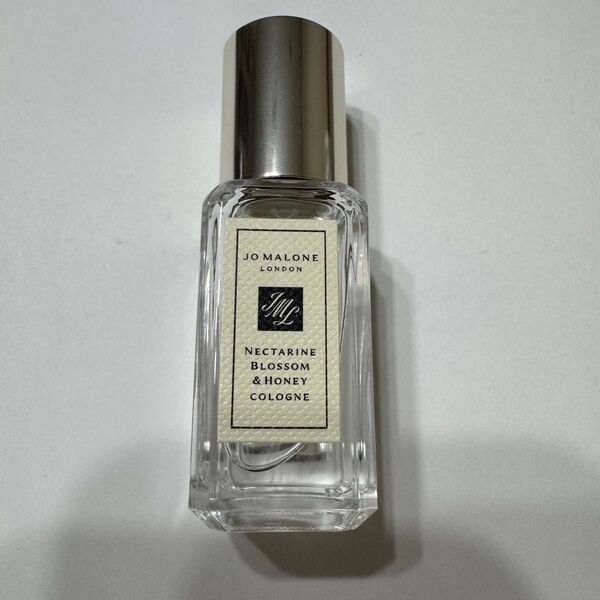 JO MALONE
LONDON
JML
NECTARINE
BLOSSOM
& HONEY
COLOGNE